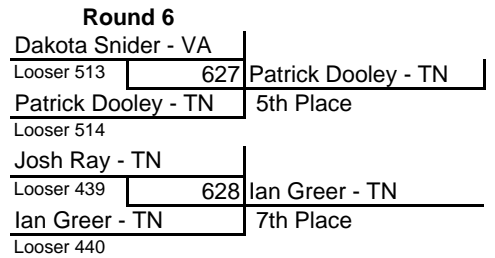 Round 6
Dakota Snider - VA
Looser 513
627 Patrick Dooley - TN
Patrick Dooley - TN
5th Place
Looser 514
Josh Ray - TN
Looser 439
628 Ian Greer - TN
Ian Greer - TN
7th Place
Looser 440